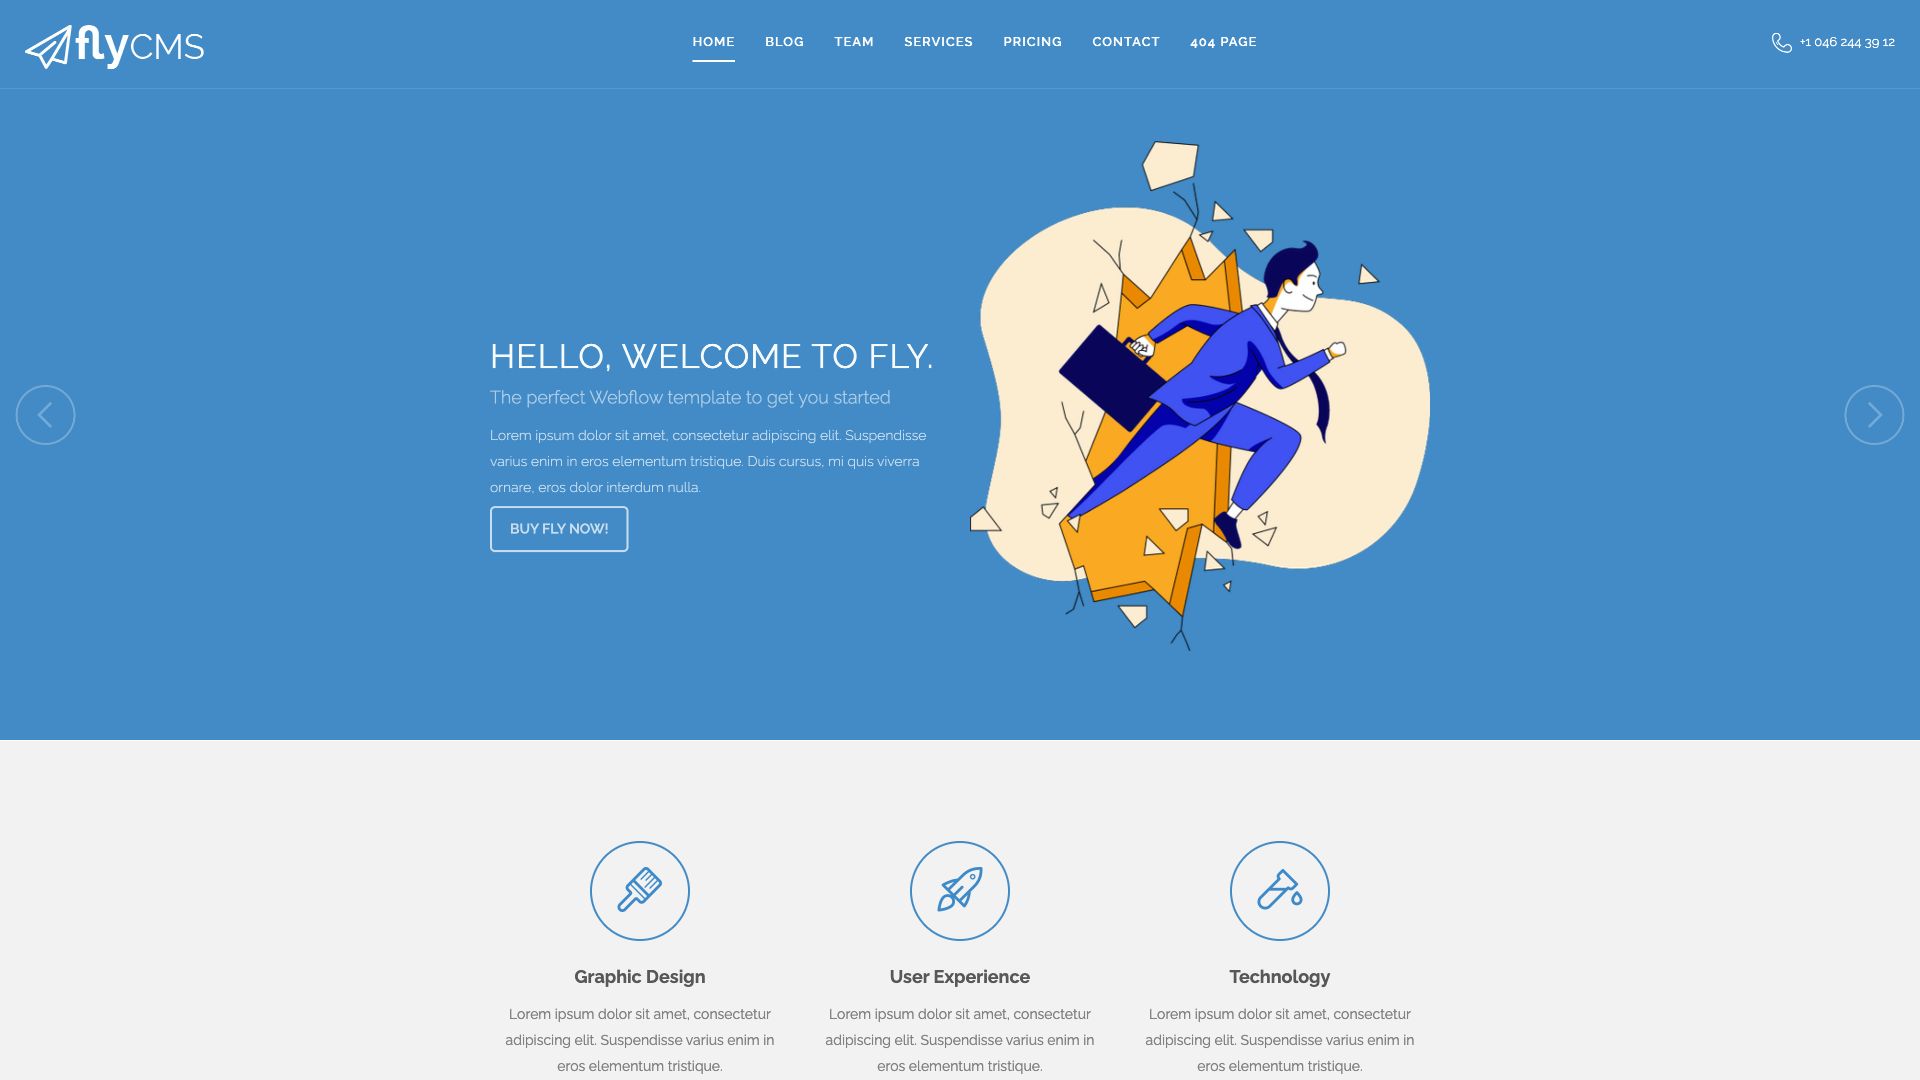 flyCMS
HOME BLOG TEAM SERVICES PRICING CONTACT 404 PAGE
+1 046 244 39 12
HELLO, WELCOME TO FLY.
The perfect Webflow template to get you started
Lorem ipsum dolor sit amet, consectetur adipiscing elit. Suspendisse
varius enim in eros elementum tristique. Duis cursus, mi quis viverra
ornare, eros dolor interdum nulla.
BUY FLY NOW!
Graphic Design
Lorem ipsum dolor sit amet, consectetur
adipiscing elit. Suspendisse varius enim in
eros elementum tristique.
User Experience
Lorem ipsum dolor sit amet, consectetur
adipiscing elit. Suspendisse varius enim in
eros elementum tristique.
Technology
Lorem ipsum dolor sit amet, consectetur
adipiscing elit. Suspendisse varius enim in
eros elementum tristique.